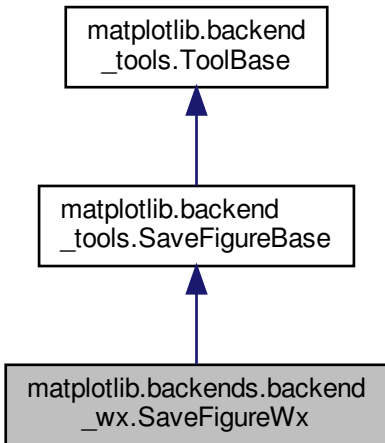 matplotlib.backend
_tools.ToolBase
matplotlib.backend
_tools.SaveFigureBase
matplotlib.backends.backend
_wx.SaveFigureWx